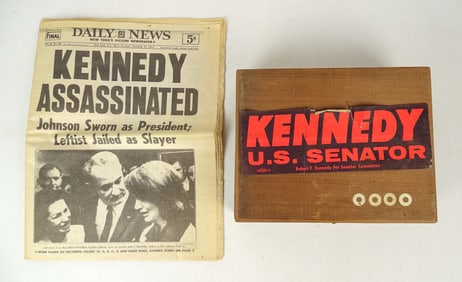 FINAL
DAILY NEWS
5¢
NEW YORK'S PICTURE NEWSPAPER
KENNEDY
ASSASSINATED
Johnson Sworn as President;
Leftist Jailed as Slayer
KENNEDY
U.S. SENATOR
Robert F. Kennedy for Senator Committee